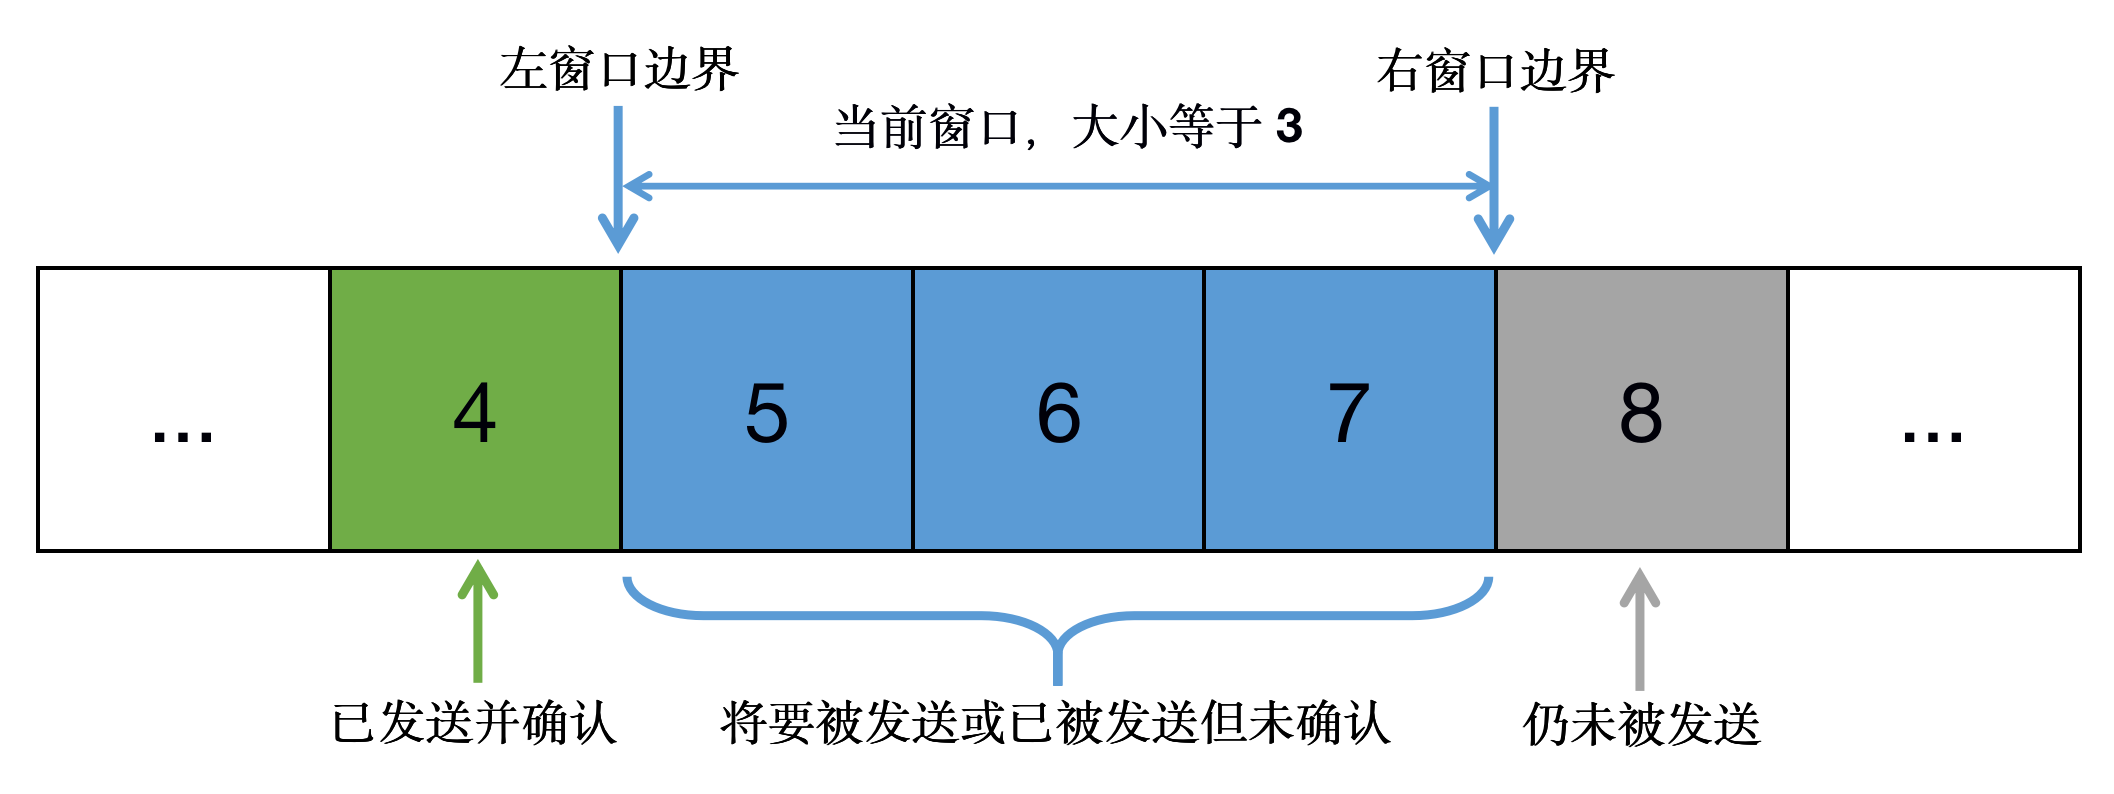 左窗口边界
右窗口边界
当前窗口，大小等于 3
... 4 5 6 7 8 ...
已发送并确认
将要被发送或已被发送但未确认
仍未被发送